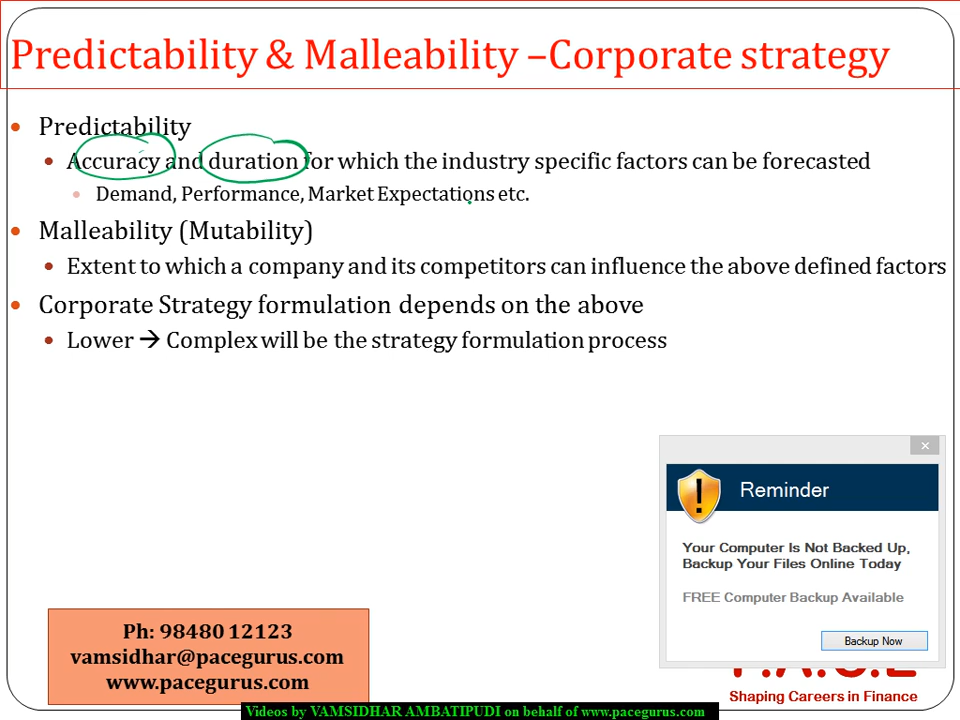 Predictability & Malleability –Corporate strategy
Predictability
Accuracy and duration for which the industry specific factors can be forecasted
Demand, Performance, Market Expectations etc.
Malleability (Mutability)
Extent to which a company and its competitors can influence the above defined factors
Corporate Strategy formulation depends on the above
Lower → Complex will be the strategy formulation process
Reminder
Your Computer Is Not Backed Up,
Backup Your Files Online Today
FREE Computer Backup Available
Backup Now
Ph: 98480 12123
vamsidhar@pacegurus.com
www.pacegurus.com
P.A.C.E
Shaping Careers in Finance
Videos by VAMSIDHAR AMBATIPUDI on behalf of www.pacegurus.com